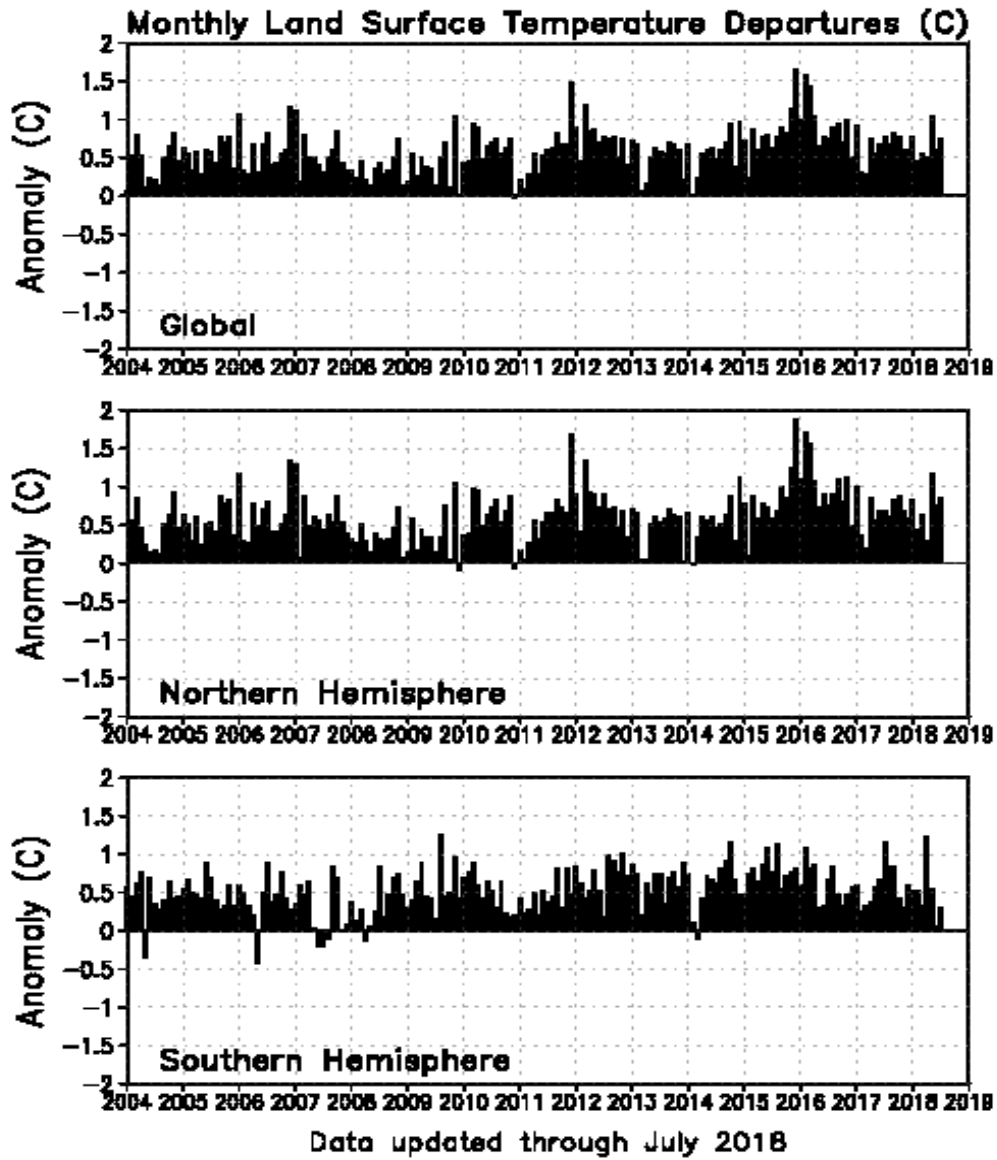 Monthly Land Surface Temperature Departures (C)
Anomaly (C)
2
1.5
1
0.5
0
−0.5
−1
−1.5
−2
Global
2004 2005 2006 2007 2008 2009 2010 2011 2012 2013 2014 2015 2016 2017 2018 2019
Anomaly (C)
2
1.5
1
0.5
0
−0.5
−1
−1.5
−2
Northern Hemisphere
2004 2005 2006 2007 2008 2009 2010 2011 2012 2013 2014 2015 2016 2017 2018 2019
Anomaly (C)
2
1.5
1
0.5
0
−0.5
−1
−1.5
−2
Southern Hemisphere
2004 2005 2006 2007 2008 2009 2010 2011 2012 2013 2014 2015 2016 2017 2018 2019
Data updated through July 2018